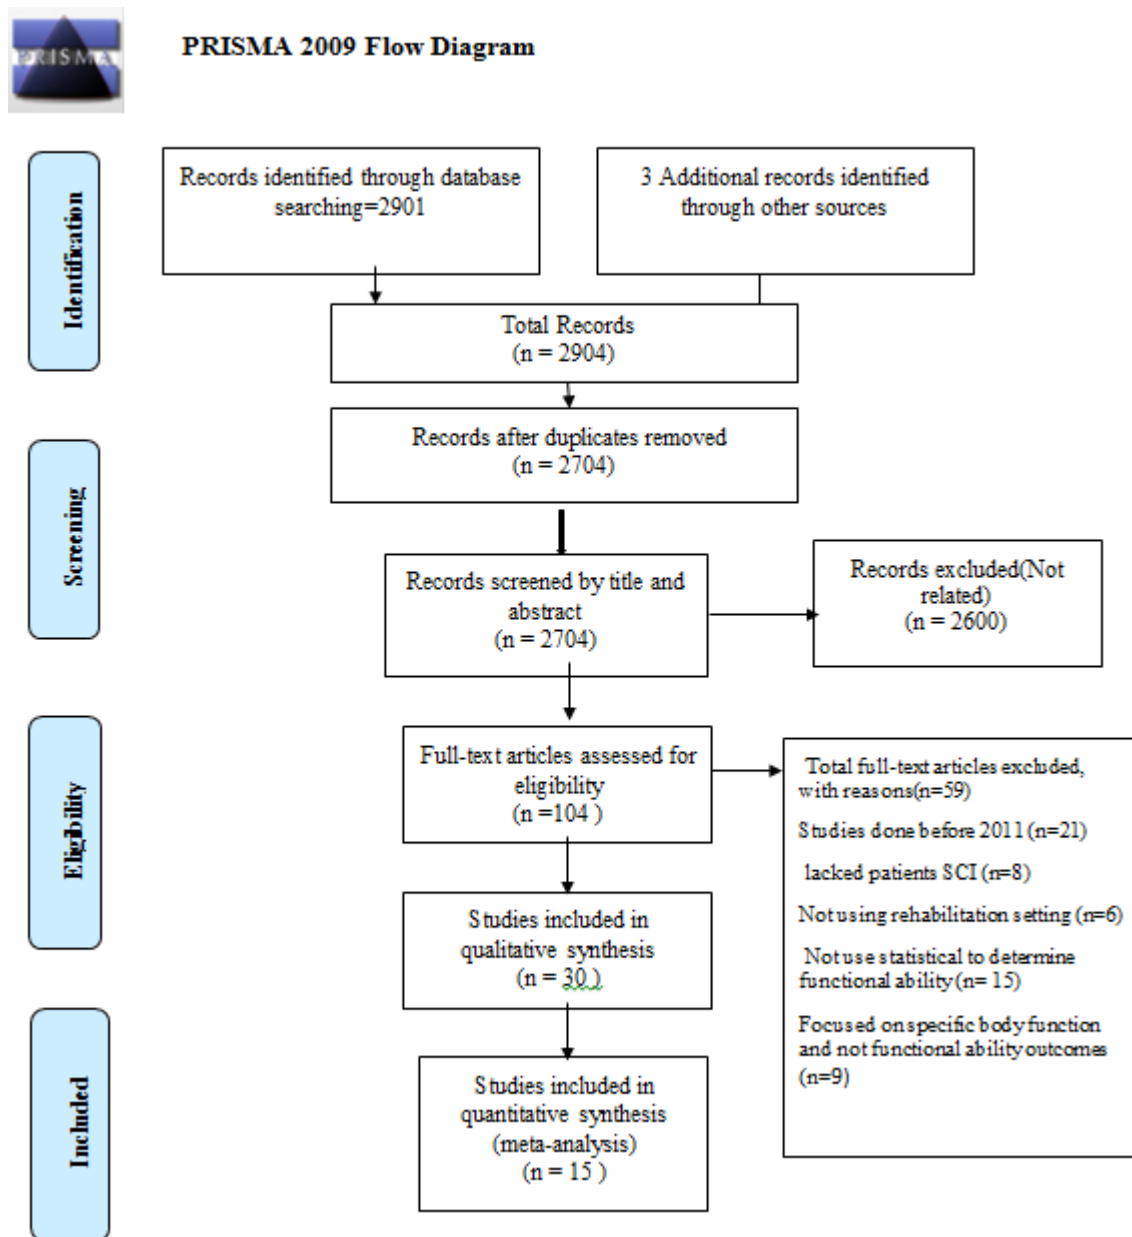 PRISMA
PRISMA 2009 Flow Diagram
Identification
Records identified through database
searching=2901
3 Additional records identified
through other sources
Total Records
(n = 2904)
Screening
Records after duplicates removed
(n = 2704)
Records screened by title and
abstract
(n = 2704)
Records excluded(Not
related)
(n = 2600)
Eligibility
Full-text articles assessed for
eligibility
(n =104 )
Total full-text articles excluded,
with reasons(n=59)
Studies done before 2011 (n=21)
lacked patients SCI (n=8)
Not using rehabilitation setting (n=6)
Not use statistical to determine
functional ability (n= 15)
Focused on specific body function
and not functional ability outcomes
(n=9)
Studies included in
qualitative synthesis
(n = 30 )
Included
Studies included in
quantitative synthesis
(meta-analysis)
(n = 15 )